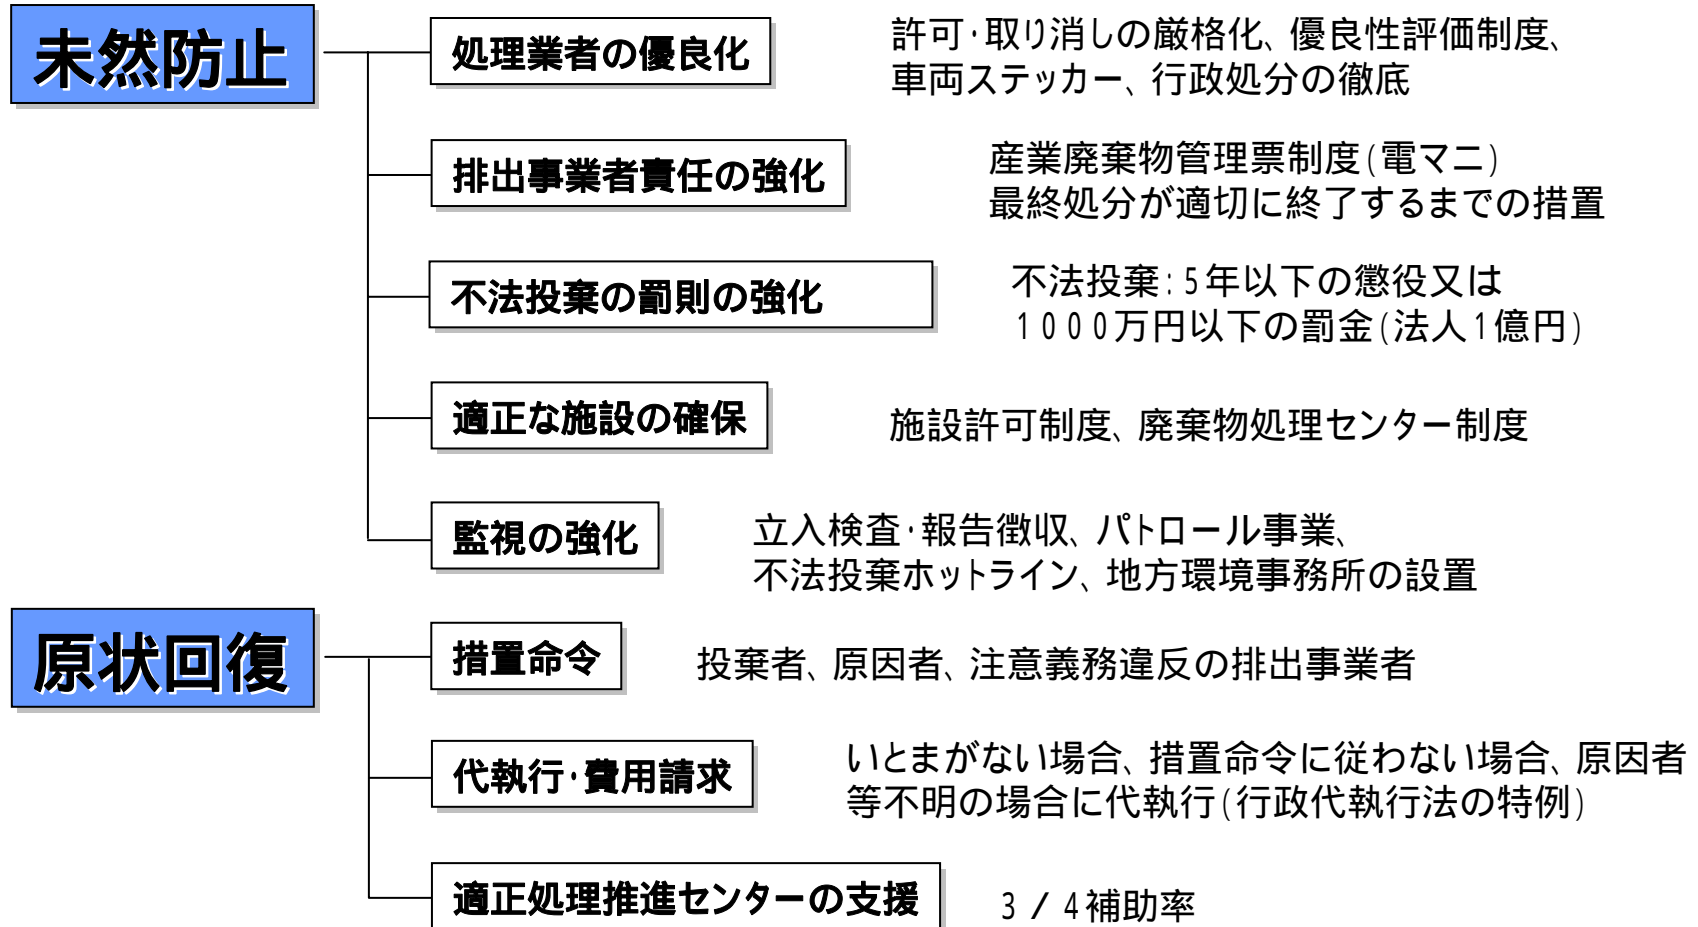 未然防止
処理業者の優良化
許可・取り消しの厳格化、優良性評価制度、
車両ステッカー、行政処分の徹底
排出事業者責任の強化
産業廃棄物管理票制度(電マニ)
最終処分が適切に終了するまでの措置
不法投棄の罰則の強化
不法投棄:5年以下の懲役又は
1000万円以下の罰金(法人1億円)
適正な施設の確保
施設許可制度、廃棄物処理センター制度
監視の強化
立入検査・報告徴収、パトロール事業、
不法投棄ホットライン、地方環境事務所の設置
原状回復
措置命令
投棄者、原因者、注意義務違反の排出事業者
代執行・費用請求
いとまがない場合、措置命令に従わない場合、原因者
等不明の場合に代執行(行政代執行法の特例)
適正処理推進センターの支援
3/4補助率